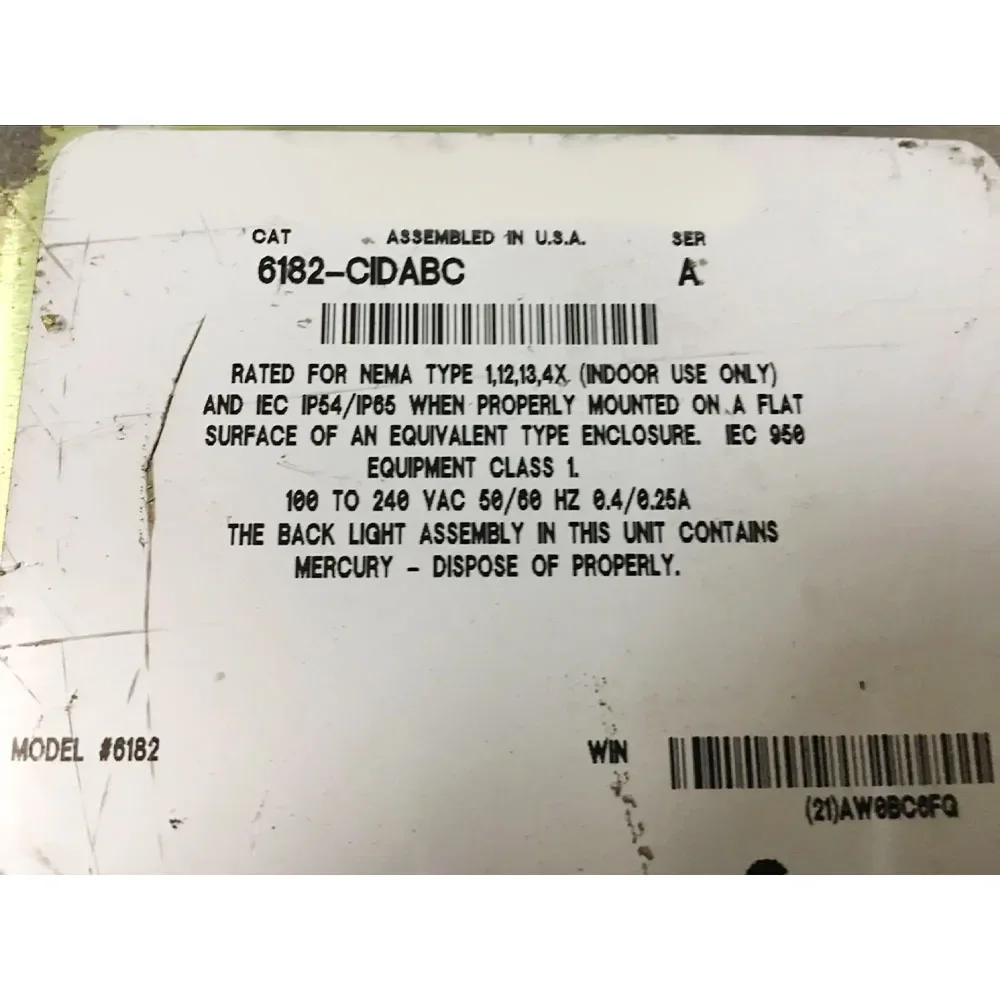 CAT ASSEMBLED IN U.S.A. SER
6182-CIDABC A
RATED FOR NEMA TYPE 1,12,13,4X (INDOOR USE ONLY)
AND IEC IP54/IP65 WHEN PROPERLY MOUNTED ON A FLAT
SURFACE OF AN EQUIVALENT TYPE ENCLOSURE. IEC 950
EQUIPMENT CLASS 1.
100 TO 240 VAC 50/60 HZ 0.4/0.25A
THE BACK LIGHT ASSEMBLY IN THIS UNIT CONTAINS
MERCURY - DISPOSE OF PROPERLY.
MODEL #6182 WIN
(21)AW0BC0FQ